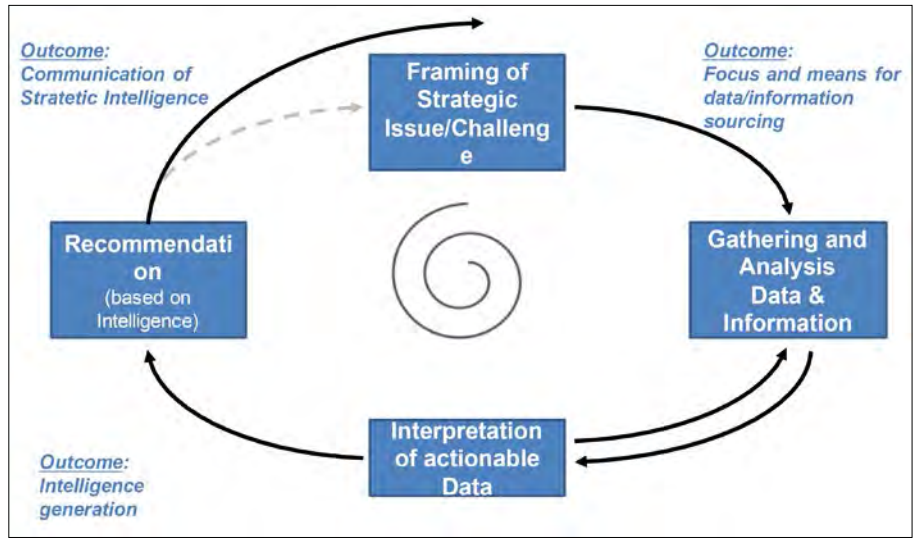 Outcome:
Communication of
Stratetic Intelligence
Framing of
Strategic
Issue/Challeng
e
Outcome:
Focus and means for
data/information
sourcing
Recommendati
on
(based on
Intelligence)
Gathering and
Analysis
Data &
Information
Interpretation
of actionable
Data
Outcome:
Intelligence
generation